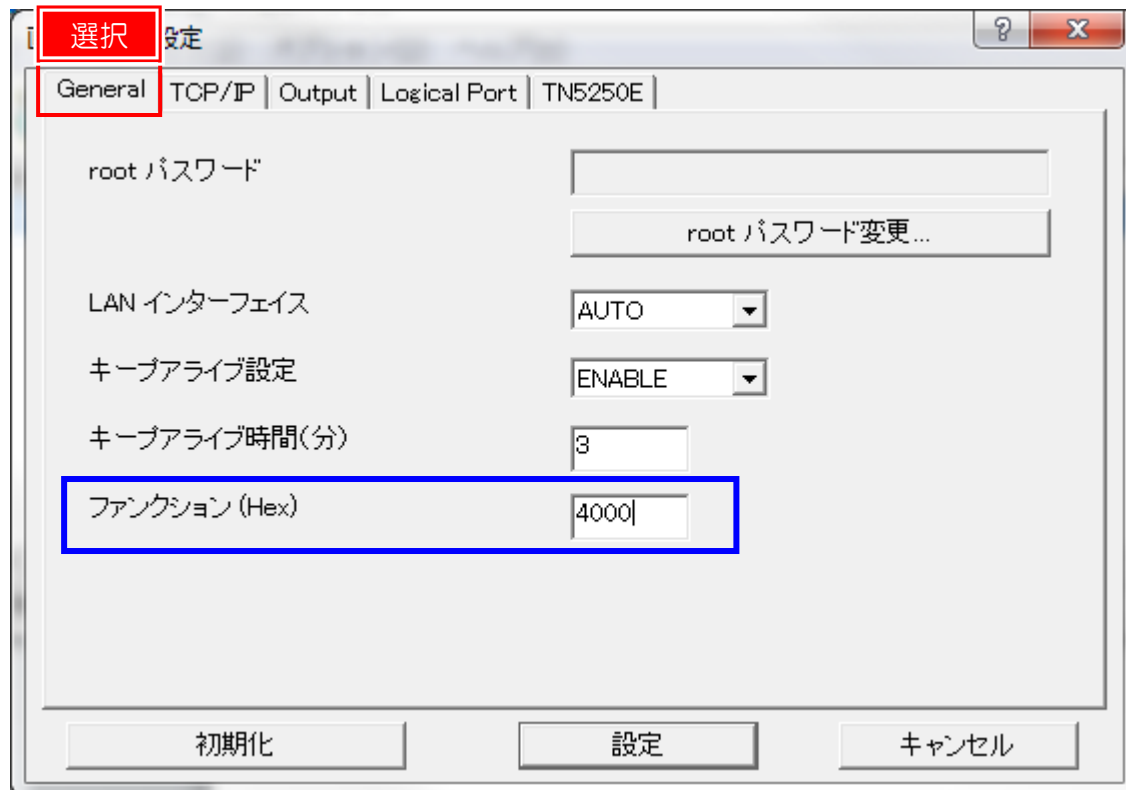 選択
設定
General TCP/IP Output Logical Port TN5250E
root パスワード
root パスワード変更...
LAN インターフェイス AUTO
キープアライブ設定 ENABLE
キープアライブ時間(分) 3
ファンクション (Hex) 4000
初期化 設定 キャンセル